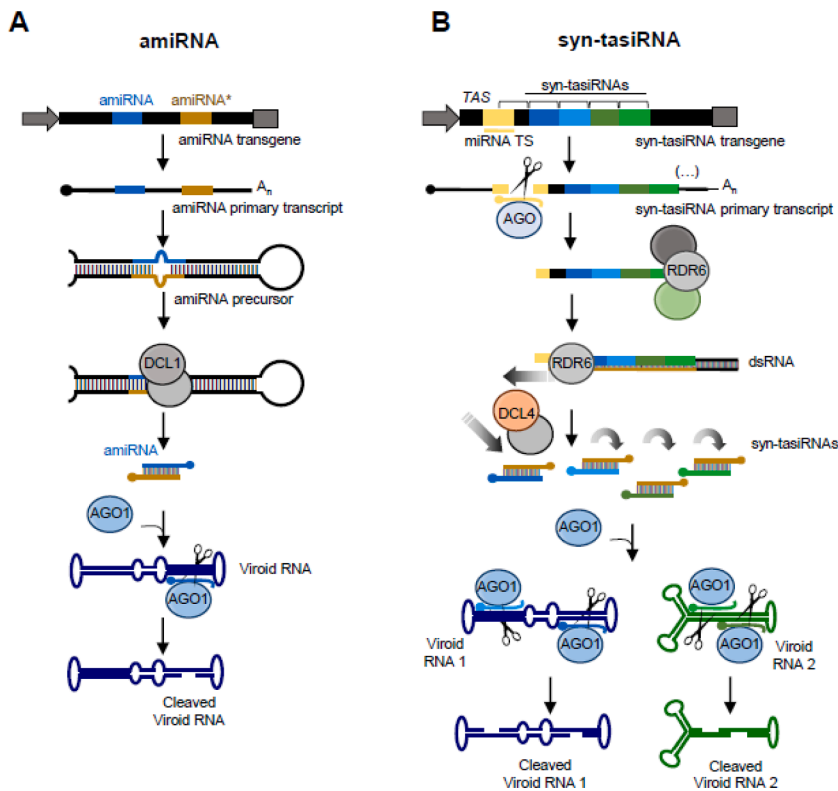 A
amiRNA
amiRNA amiRNA*
amiRNA transgene
An
amiRNA primary transcript
amiRNA precursor
DCL1
amiRNA
AGO1
Viroid RNA
AGO1
Cleaved
Viroid RNA
B
syn-tasiRNA
syn-tasiRNAs
TAS
miRNA TS
syn-tasiRNA transgene
(...)
An
AGO
syn-tasiRNA primary transcript
RDR6
RDR6
dsRNA
DCL4
syn-tasiRNAs
AGO1
AGO1
AGO1
Viroid
RNA 1
AGO1
AGO1
Viroid
RNA 2
Cleaved
Viroid RNA 1
Cleaved
Viroid RNA 2